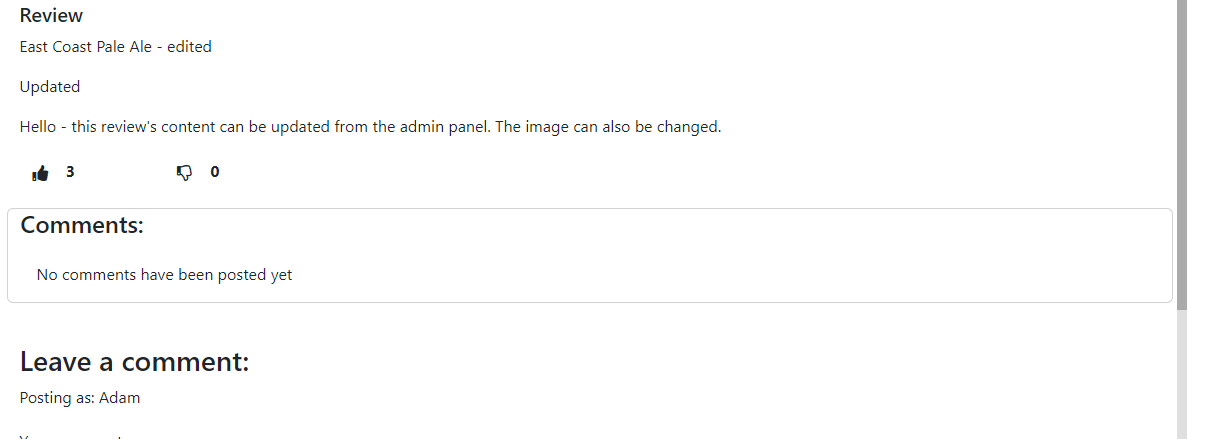 Review
East Coast Pale Ale - edited
Updated
Hello - this review's content can be updated from the admin panel. The image can also be changed.
3 0
Comments:
No comments have been posted yet
Leave a comment:
Posting as: Adam